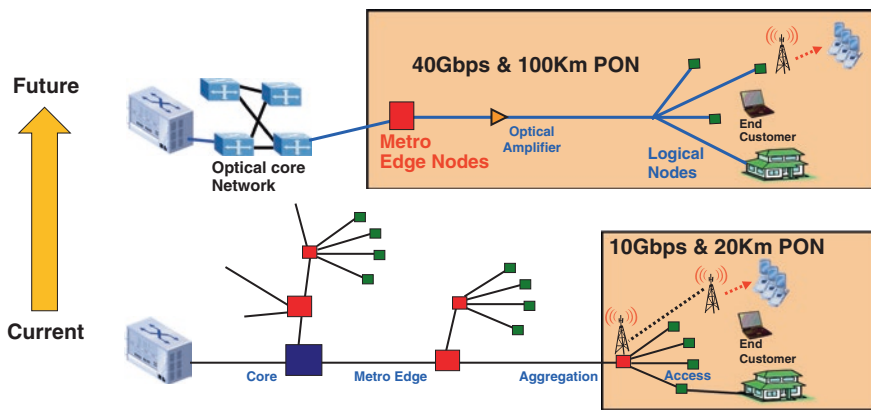 Future
Current
40Gbps & 100Km PON
Optical core
Network
Metro
Edge Nodes
Optical
Amplifier
Logical
Nodes
End
Customer
10Gbps & 20Km PON
Core
Metro Edge
Aggregation
Access
End
Customer